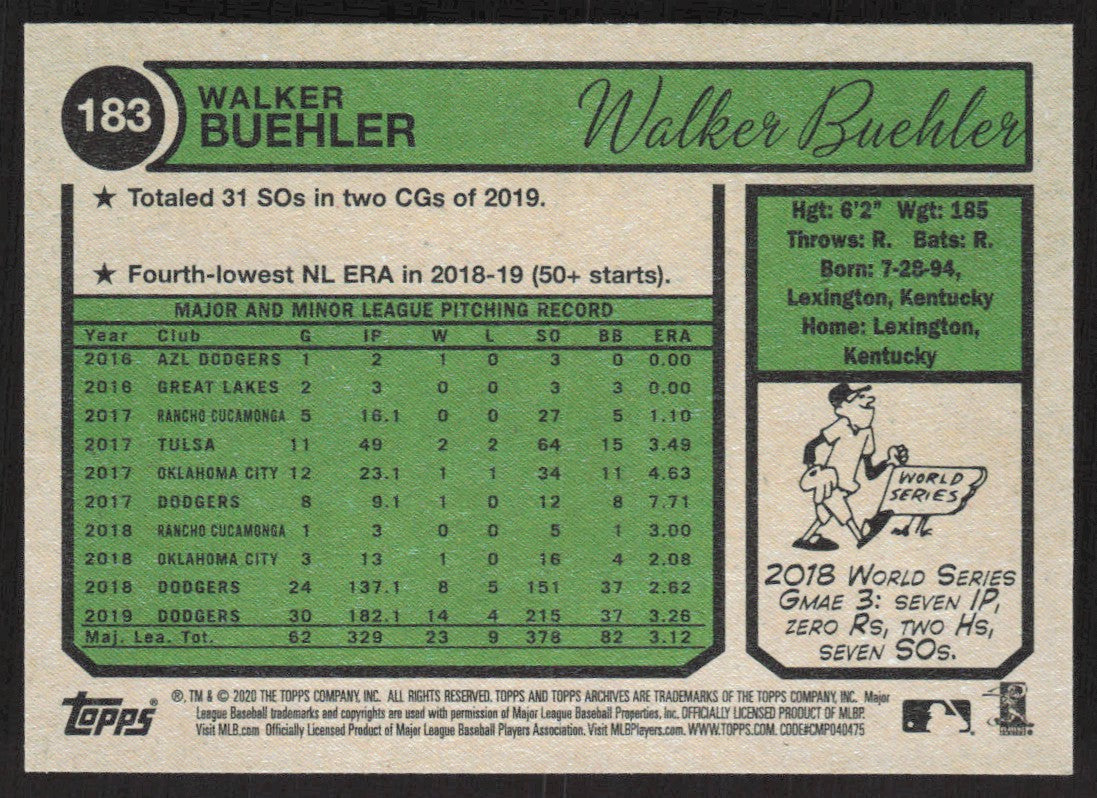 183
WALKER
BUEHLER
Walker Buehler
★ Totaled 31 SOs in two CGs of 2019.
★ Fourth-lowest NL ERA in 2018-19 (50+ starts).
MAJOR AND MINOR LEAGUE PITCHING RECORD
Year Club G IP W L SO BB ERA
2016 AZL DODGERS 1 2 1 0 3 0 0.00
2016 GREAT LAKES 2 3 0 0 3 3 0.00
2017 RANCHO CUCAMONGA 5 16.1 0 0 27 5 1.10
2017 TULSA 11 49 2 2 64 15 3.49
2017 OKLAHOMA CITY 12 23.1 1 1 34 11 4.63
2017 DODGERS 8 9.1 1 0 12 8 7.71
2018 RANCHO CUCAMONGA 1 3 0 0 5 1 3.00
2018 OKLAHOMA CITY 3 13 1 0 16 4 2.08
2018 DODGERS 24 137.1 8 5 151 37 2.62
2019 DODGERS 30 182.1 14 4 215 37 3.26
Maj. Lea. Tot. 62 329 23 9 378 82 3.12
Hgt: 6'2" Wgt: 185
Throws: R. Bats: R.
Born: 7-28-94,
Lexington, Kentucky
Home: Lexington,
Kentucky
WORLD
SERIES
2018 WORLD SERIES
GMAE 3: SEVEN IP,
ZERO RS, TWO HS,
SEVEN SOS.
topps
®, TM & © 2020 THE TOPPS COMPANY, INC. ALL RIGHTS RESERVED. TOPPS AND TOPPS ARCHIVES ARE TRADEMARKS OF THE TOPPS COMPANY, INC. Major
League Baseball trademarks and copyrights are used with permission of Major League Baseball Properties, Inc. OFFICIALLY LICENSED PRODUCT OF MLBP.
Visit MLB.com Officially Licensed Product of Major League Baseball Players Association. Visit MLBPlayers.com. WWW.TOPPS.COM. CODE#CMP040475